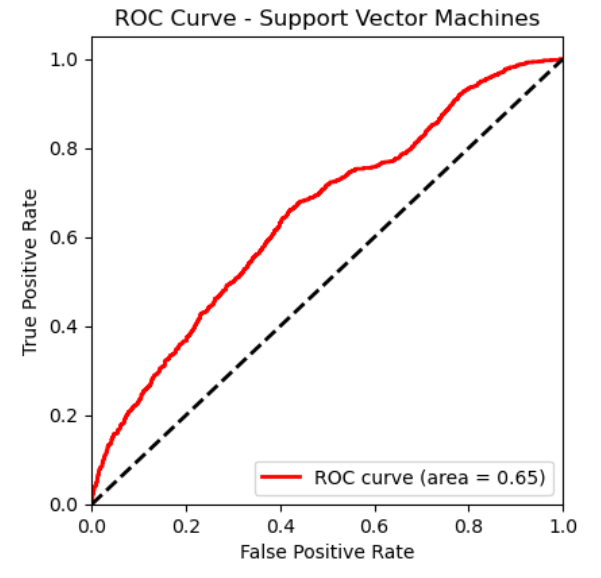 ROC Curve - Support Vector Machines
True Positive Rate
1.0
0.8
0.6
0.4
0.2
0.0
ROC curve (area = 0.65)
0.0 0.2 0.4 0.6 0.8 1.0
False Positive Rate